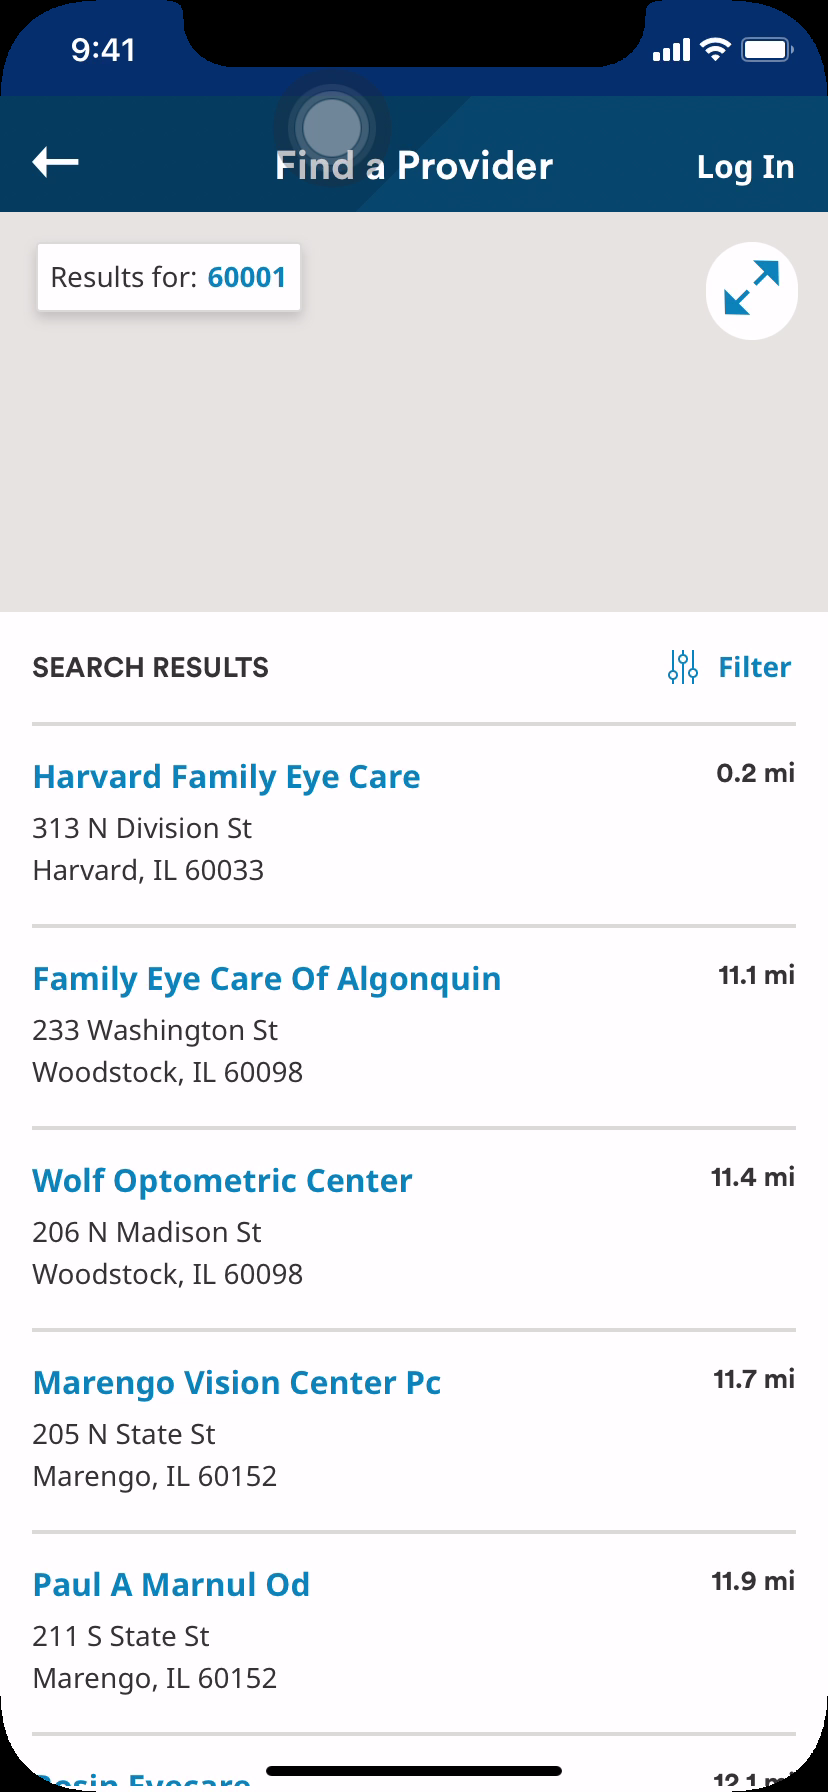 9:41
Find a Provider
Log In
Results for: 60001
SEARCH RESULTS
Filter
Harvard Family Eye Care
0.2 mi
313 N Division St
Harvard, IL 60033
Family Eye Care Of Algonquin
11.1 mi
233 Washington St
Woodstock, IL 60098
Wolf Optometric Center
11.4 mi
206 N Madison St
Woodstock, IL 60098
Marengo Vision Center Pc
11.7 mi
205 N State St
Marengo, IL 60152
Paul A Marnul Od
11.9 mi
211 S State St
Marengo, IL 60152
Eyecare
12.1 mi